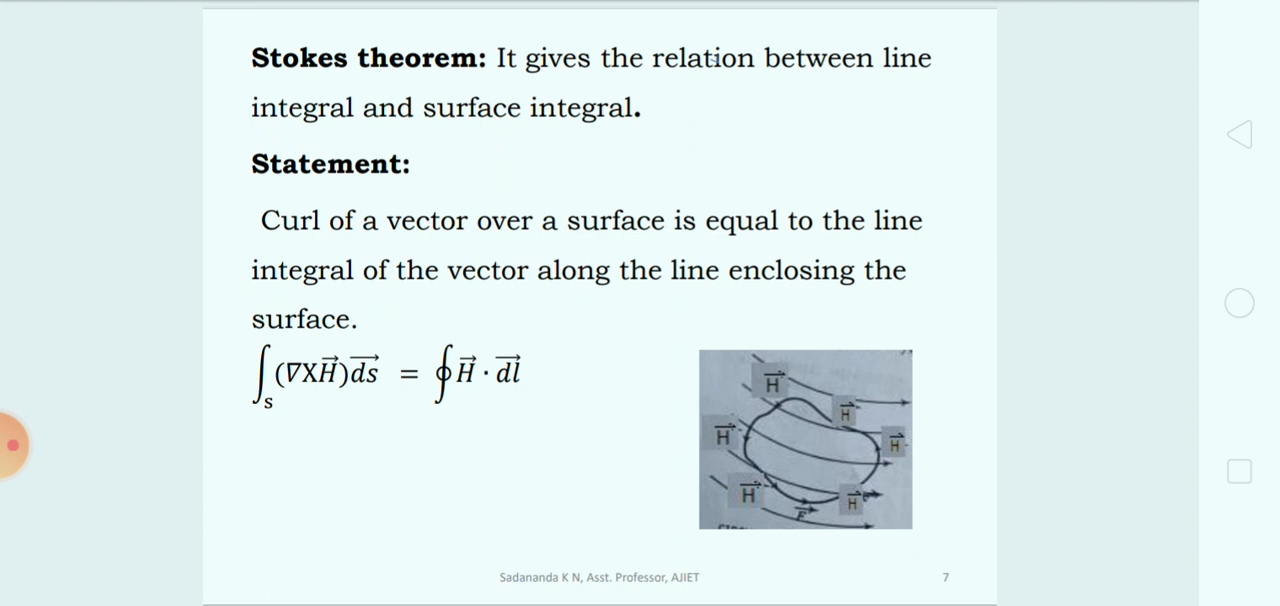 Stokes theorem: It gives the relation between line
integral and surface integral.
Statement:
Curl of a vector over a surface is equal to the line
integral of the vector along the line enclosing the
surface.
∫s (∇XH⃗)ds⃗ = ∮H⃗ · dl⃗
H⃗
H⃗
H⃗
H⃗
H⃗
H⃗
F⃗
Sadananda K N, Asst. Professor, AJIET
7